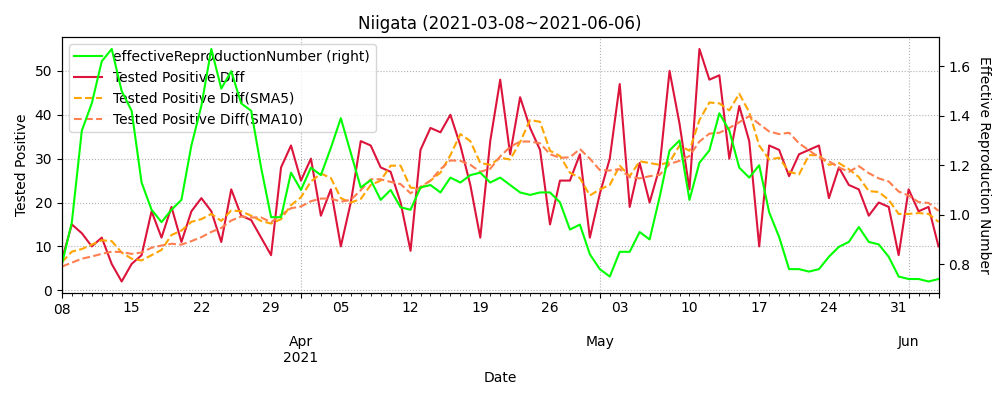 Niigata (2021-03-08~2021-06-06)
effectiveReproductionNumber (right)
Tested Positive Diff
Tested Positive Diff(SMA5)
Tested Positive Diff(SMA10)
Tested Positive
50
40
30
20
10
0
1.6
1.4
1.2
1.0
0.8
Effective Reproduction Number
08 15 22 29 05 12 19 26 03 10 17 24 31
Apr May Jun
2021
Date